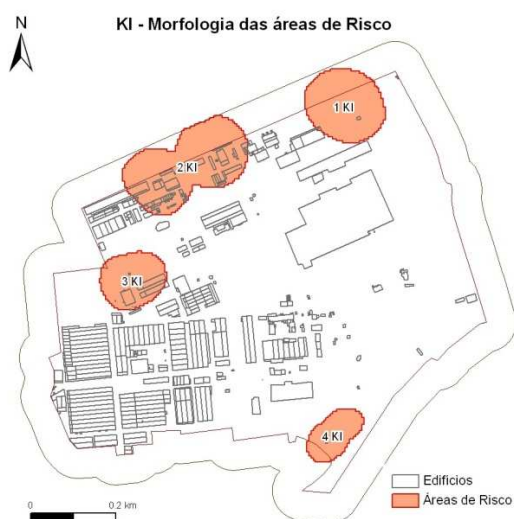 N
KI - Morfologia das áreas de Risco
1 KI
2 KI
3 KI
4 KI
Edifícios
Áreas de Risco
0 0.2 km